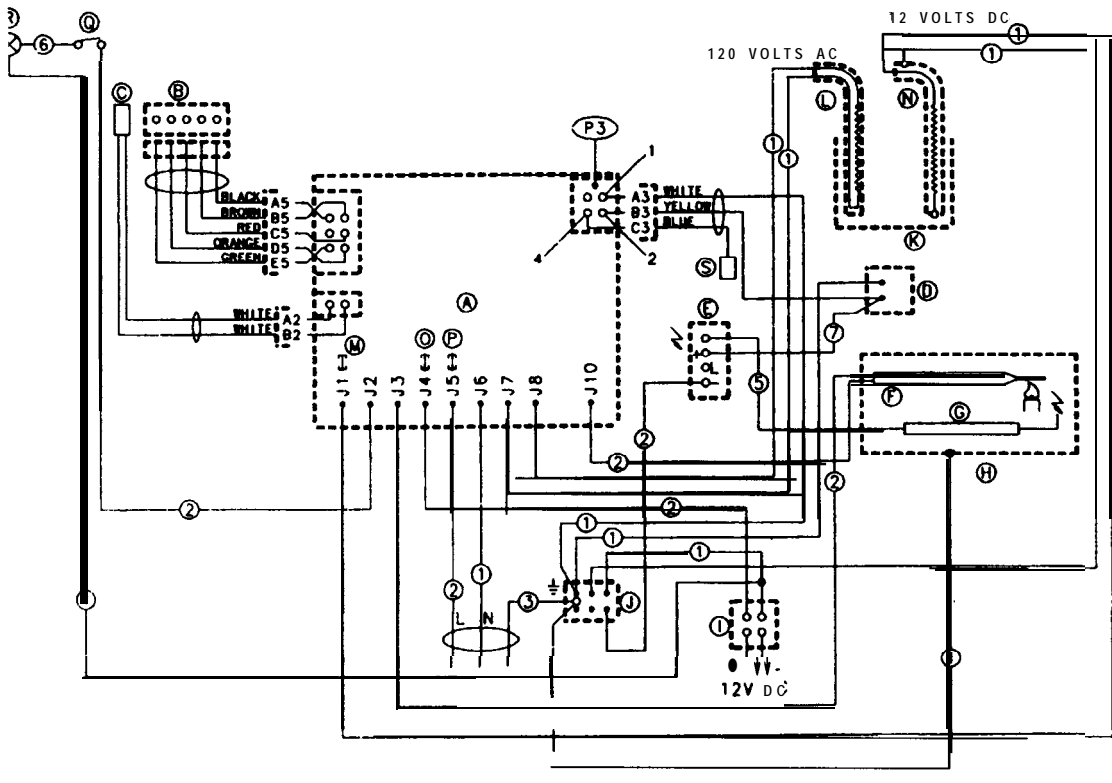 R
6
Q
12 VOLTS DC
1
1
120 VOLTS AC
C
B
L
N
P3
1
1
1
BLACK
A5
BROWN
B5
RED
C5
ORANGE
D5
GREEN
E5
A3
WHITE
B3
YELLOW
C3
BLUE
4
2
S
K
A
E
D
WHITE
A2
WHITE
B2
M
O
P
7
L
5
F
G
H
J1
J2
J3
J4
J5
J6
J7
J8
J10
2
2
2
2
2
1
1
1
2
1
3
J
L
N
I
12V DC